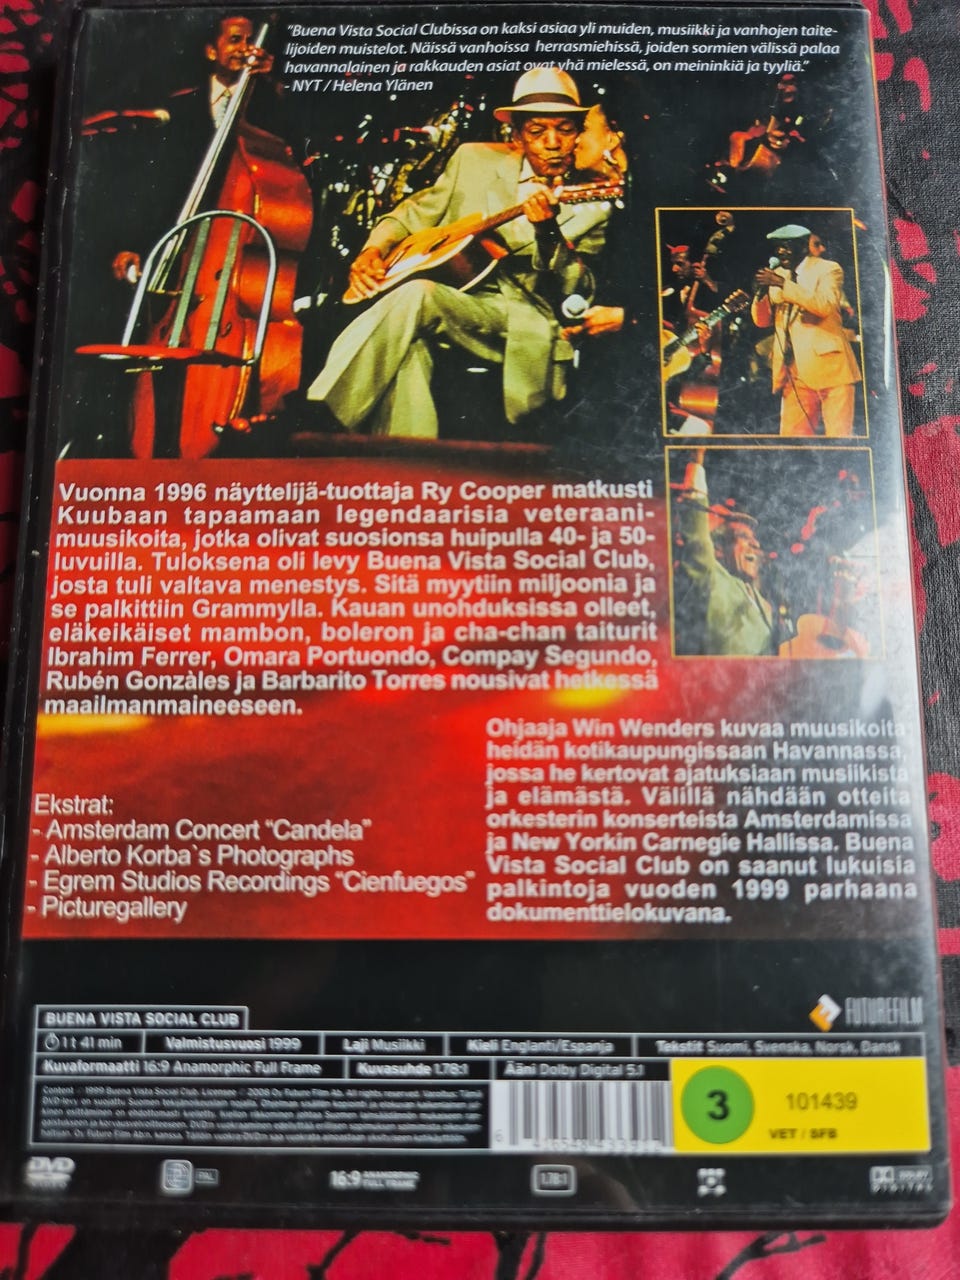 "Buena Vista Social Clubissa on kaksi asiaa yli muiden, musiikki ja vanhojen taite-
lijoiden muistelot. Näissä vanhoissa herrasmiehissä, joiden sormien välissä palaa
havannalainen ja rakkauden asiat ovat yhä mielessä, on meininkiä ja tyyliä."
- NYT / Helena Ylänen
Vuonna 1996 näyttelijä-tuottaja Ry Cooper matkusti
Kuubaan tapaamaan legendaarisia veteraani-
muusikoita, jotka olivat suosionsa huipulla 40- ja 50-
luvuilla. Tuloksena oli levy Buena Vista Social Club,
josta tuli valtava menestys. Sitä myytiin miljoonia ja
se palkittiin Grammylla. Kauan unohduksissa olleet,
eläkeikäiset mambon, boleron ja cha-chan taiturit
Ibrahim Ferrer, Omara Portuondo, Compay Segundo,
Rubén Gonzàles ja Barbarito Torres nousivat hetkessä
maailmanmaineeseen.
Ohjaaja Win Wenders kuvaa muusikoita
heidän kotikaupungissaan Havannassa,
jossa he kertovat ajatuksiaan musiikista
ja elämästä. Välillä nähdään otteita
orkesterin konserteista Amsterdamissa
ja New Yorkin Carnegie Hallissa. Buena
Vista Social Club on saanut lukuisia
palkintoja vuoden 1999 parhaana
dokumenttielokuvana.
Ekstrat:
- Amsterdam Concert "Candela"
- Alberto Korba`s Photographs
- Egrem Studios Recordings "Cienfuegos"
- Picturegallery
FUTUREFILM
BUENA VISTA SOCIAL CLUB
1 t 41 min Valmistusvuosi 1999 Laji Musiikki Kieli Englanti/Espanja Tekstit Suomi, Svenska, Norsk, Dansk
Kuvaformaatti 16:9 Anamorphic Full Frame Kuvasuhde 1.78:1 Ääni Dolby Digital 5.1
3 101439
VET / SFB
DVD PAL 16:9 ANAMORPHIC FULL FRAME 1.78:1 DOLBY DIGITAL